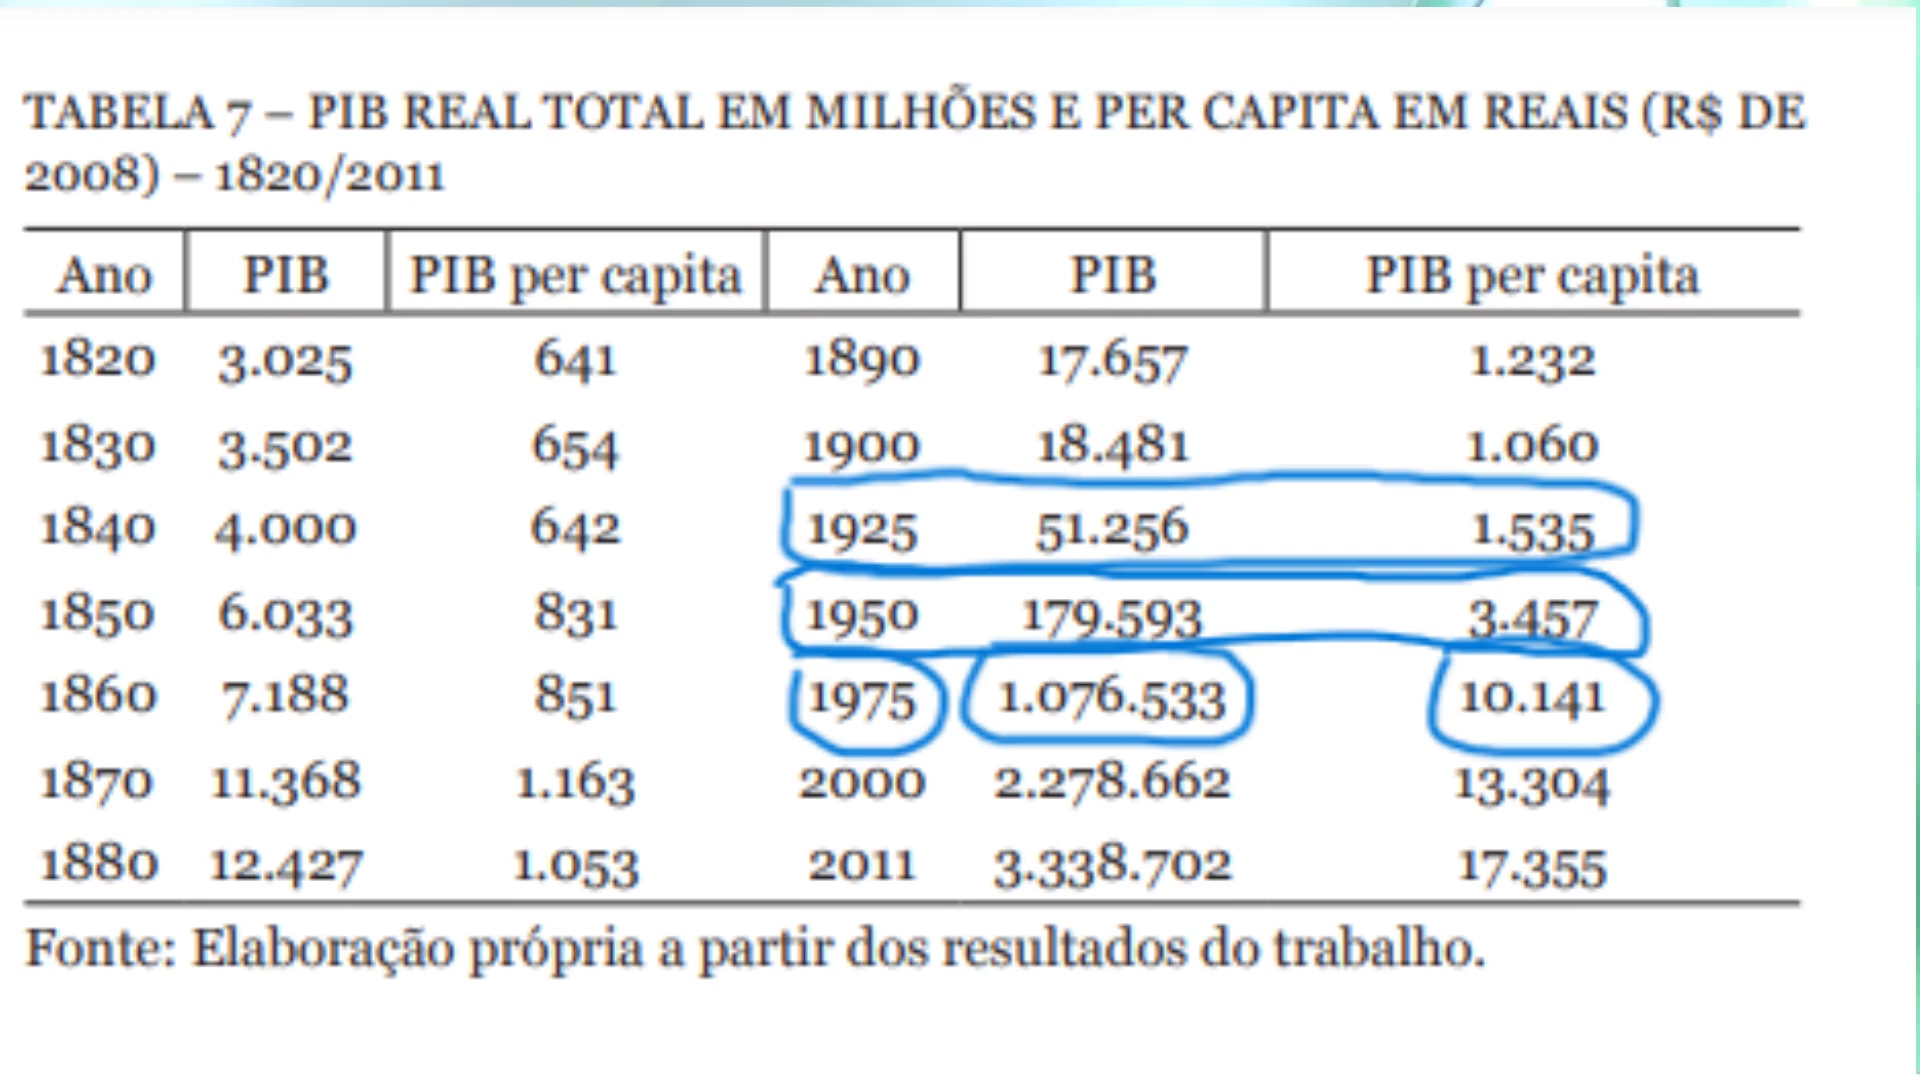 TABELA 7 – PIB REAL TOTAL EM MILHÕES E PER CAPITA EM REAIS (R$ DE
2008) – 1820/2011
Ano PIB PIB per capita Ano PIB PIB per capita
1820 3.025 641 1890 17.657 1.232
1830 3.502 654 1900 18.481 1.060
1840 4.000 642 1925 51.256 1.535
1850 6.033 831 1950 179.593 3.457
1860 7.188 851 1975 1.076.533 10.141
1870 11.368 1.163 2000 2.278.662 13.304
1880 12.427 1.053 2011 3.338.702 17.355
Fonte: Elaboração própria a partir dos resultados do trabalho.